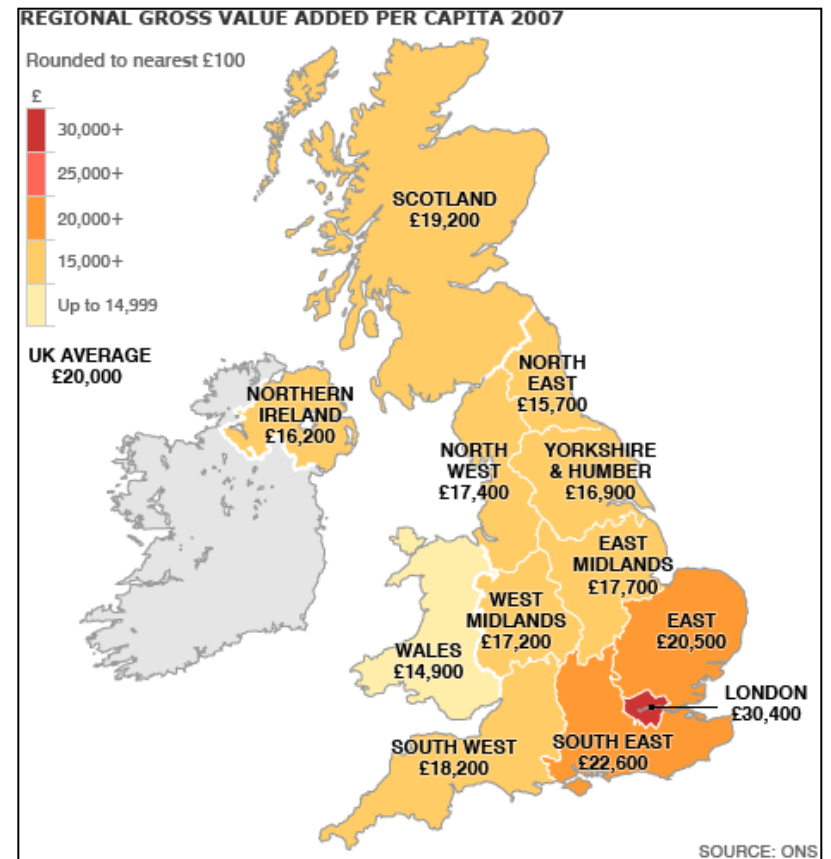 REGIONAL GROSS VALUE ADDED PER CAPITA 2007
Rounded to nearest £100
£
30,000+
25,000+
20,000+
15,000+
Up to 14,999
UK AVERAGE
£20,000
SCOTLAND
£19,200
NORTHERN
IRELAND
£16,200
NORTH
EAST
£15,700
NORTH
WEST
£17,400
YORKSHIRE
& HUMBER
£16,900
EAST
MIDLANDS
£17,700
WEST
MIDLANDS
£17,200
EAST
£20,500
WALES
£14,900
LONDON
£30,400
SOUTH WEST
£18,200
SOUTH EAST
£22,600
SOURCE: ONS